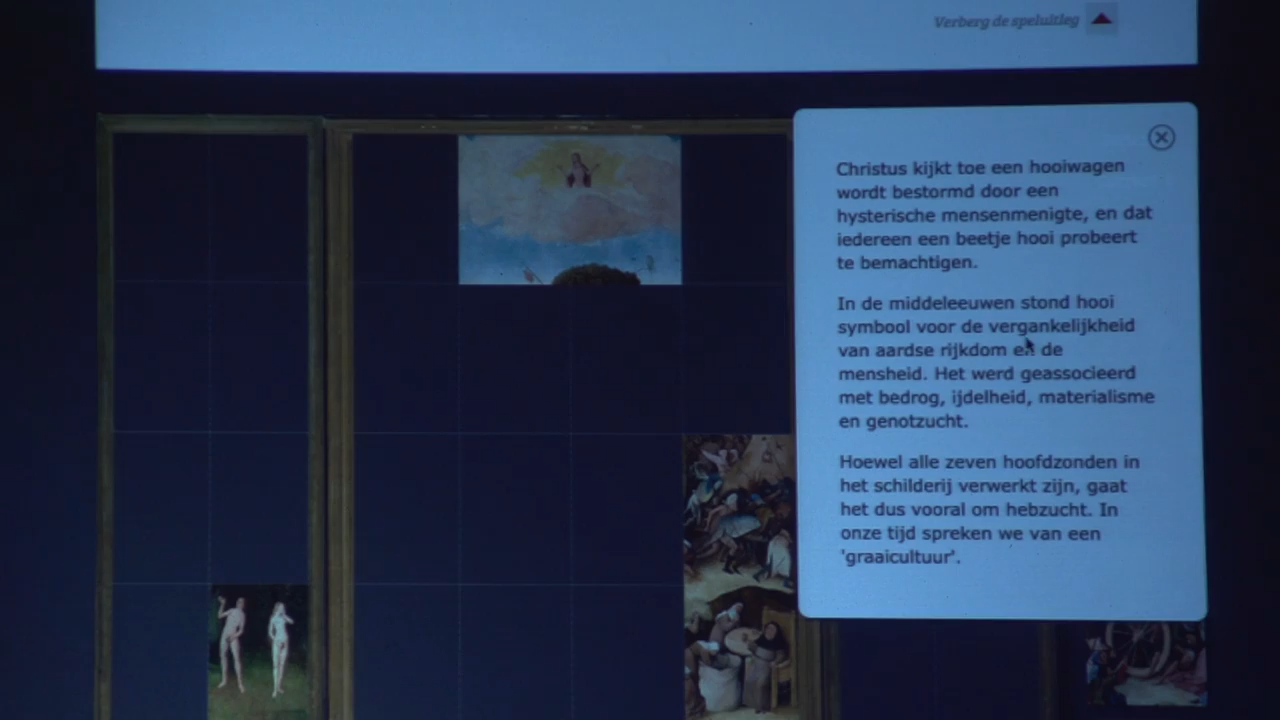 Verberg de speluitleg
Christus kijkt toe een hooiwagen
wordt bestormd door een
hysterische mensenmenigte, en dat
iedereen een beetje hooi probeert
te bemachtigen.
In de middeleeuwen stond hooi
symbool voor de vergankelijkheid
van aardse rijkdom en de
mensheid. Het werd geassocieerd
met bedrog, ijdelheid, materialisme
en genotzucht.
Hoewel alle zeven hoofdzonden in
het schilderij verwerkt zijn, gaat
het dus vooral om hebzucht. In
onze tijd spreken we van een
'graaicultuur'.